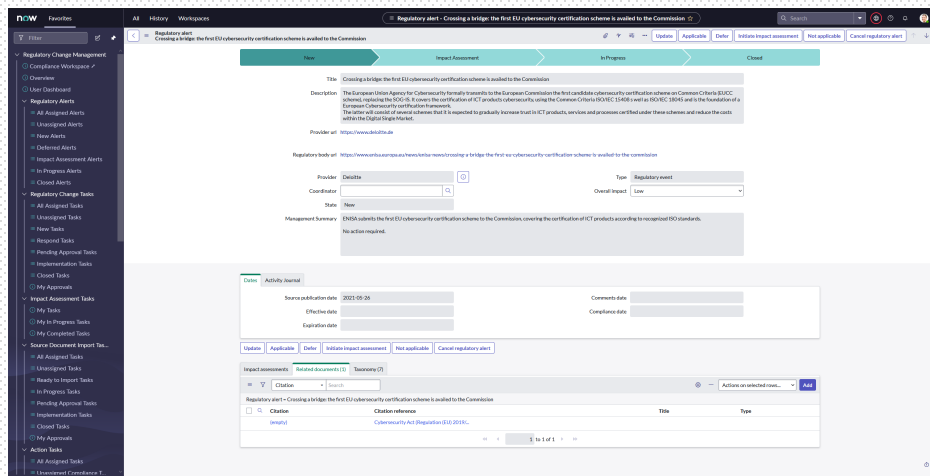 now Favorites All History Workspaces Regulatory alert - Crossing a bridge: the first EU cybersecurity certification scheme is availed to the Commission Search
Filter
Regulatory alert
Crossing a bridge: the first EU cybersecurity certification scheme is availed to the Commission
Update Applicable Defer Initiate impact assessment Not applicable Cancel regulatory alert
Regulatory Change Management
Compliance Workspace
Overview
User Dashboard
Regulatory Alerts
All Assigned Alerts
Unassigned Alerts
New Alerts
Deferred Alerts
Impact Assessment Alerts
In Progress Alerts
Closed Alerts
Regulatory Change Tasks
All Assigned Tasks
Unassigned Tasks
New Tasks
Respond Tasks
Pending Approval Tasks
Implementation Tasks
Closed Tasks
My Approvals
Impact Assessment Tasks
My Tasks
My In Progress Tasks
My Completed Tasks
Source Document Import Tas...
All Assigned Tasks
Unassigned Tasks
Ready to Import Tasks
In Progress Tasks
Pending Approval Tasks
Implementation Tasks
Closed Tasks
My Approvals
Action Tasks
All Assigned Tasks
Unassigned Compliance T...
New Impact Assessment In Progress Closed
Title Crossing a bridge: the first EU cybersecurity certification scheme is availed to the Commission
Description The European Union Agency for Cybersecurity formally transmits to the European Commission the first candidate cybersecurity certification scheme on Common Criteria (EUCC
scheme), replacing the SOG-IS. It covers the certification of ICT products cybersecurity, using the Common Criteria ISO/IEC 15408 s well as ISO/IEC 18045 and is the foundation of a
European Cybersecurity certification framework.
The latter will consist of several schemes that it is expected to gradually increase trust in ICT products, services and processes certified under these schemes and reduce the costs
within the Digital Single Market.
Provider url https://www.deloitte.de
Regulatory body url https://www.enisa.europa.eu/news/enisa-news/crossing-a-bridge-the-first-eu-cybersecurity-certification-scheme-is-availed-to-the-commission
Provider Deloitte Type Regulatory event
Coordinator Overall impact Low
State New
Management Summary ENISA submits the first EU cybersecurity certification scheme to the Commission, covering the certification of ICT products according to recognized ISO standards.
No action required.
Dates Activity Journal
Source publication date 2021-05-26 Comments date
Effective date Compliance date
Expiration date
Update Applicable Defer Initiate impact assessment Not applicable Cancel regulatory alert
Impact assessments Related documents (1) Taxonomy (7)
Citation Search Actions on selected rows... Add
Regulatory alert = Crossing a bridge: the first EU cybersecurity certification scheme is availed to the Commission
Citation Citation reference Title Type
(empty) Cybersecurity Act (Regulation (EU) 2019/...
1 to 1 of 1